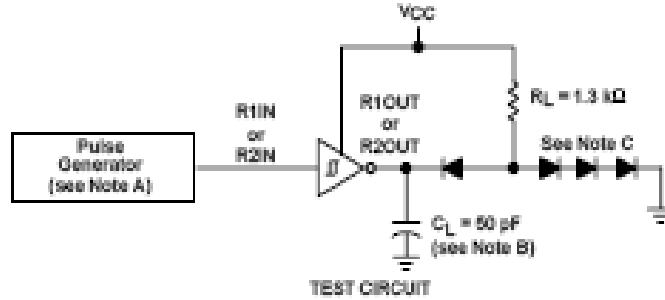 VCC
R1IN
or
R2IN
R1OUT
or
R2OUT
RL = 1.3 kΩ
Pulse
Generator
(see Note A)
See Note C
CL = 50 pF
(see Note B)
TEST CIRCUIT